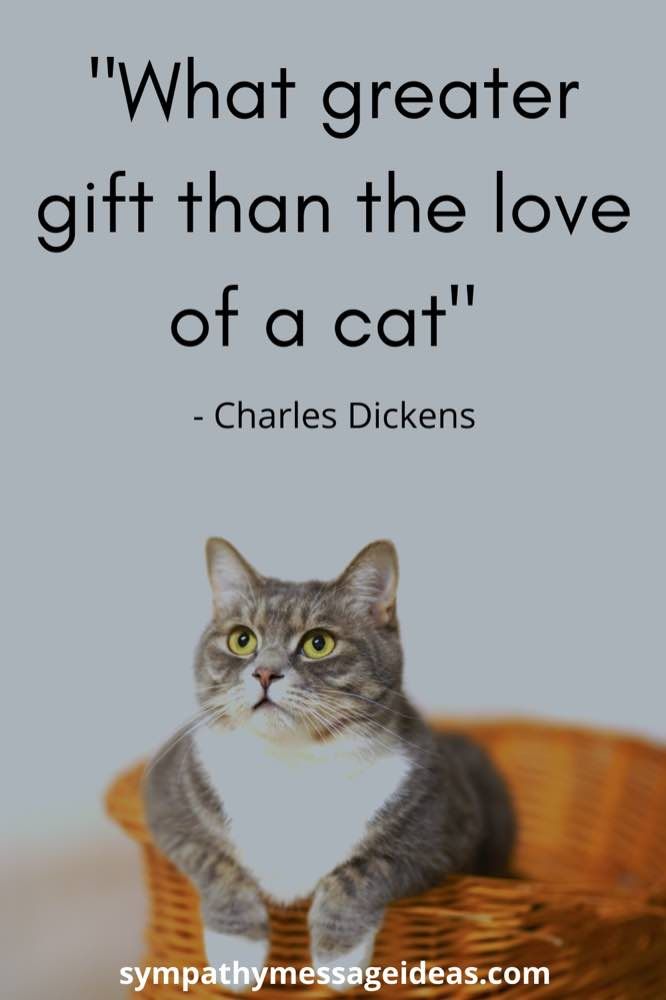 "What greater
gift than the love
of a cat"
- Charles Dickens
sympathymessageideas.com